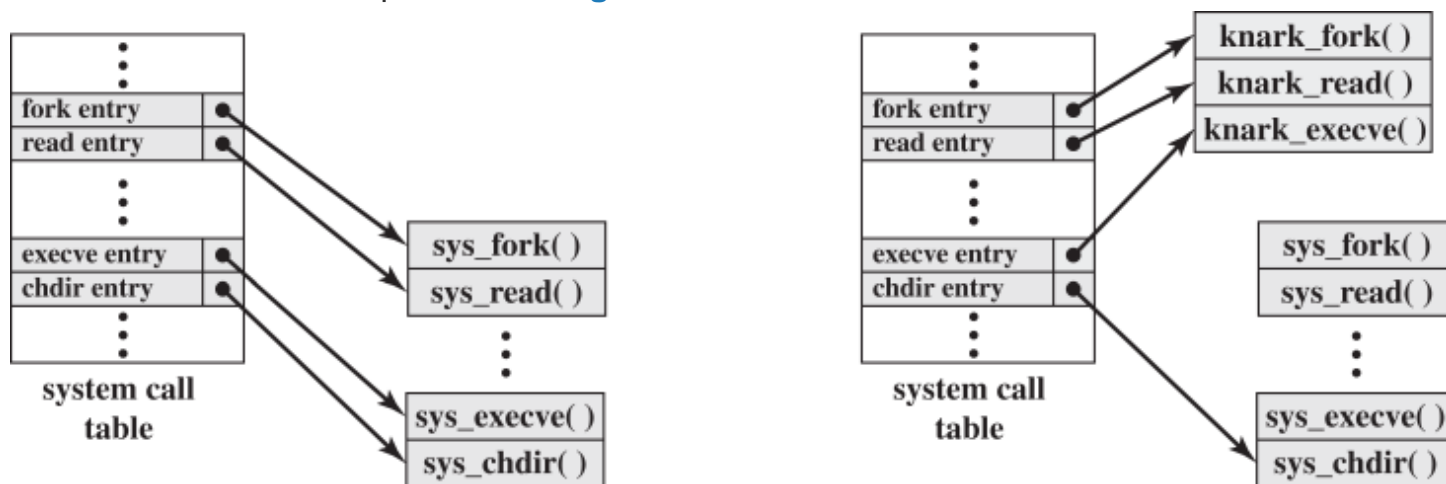 fork entry
read entry
execve entry
chdir entry
system call
table
sys_fork( )
sys_read( )
sys_execve( )
sys_chdir( )
fork entry
read entry
execve entry
chdir entry
system call
table
knark_fork( )
knark_read( )
knark_execve( )
sys_fork( )
sys_read( )
sys_execve( )
sys_chdir( )